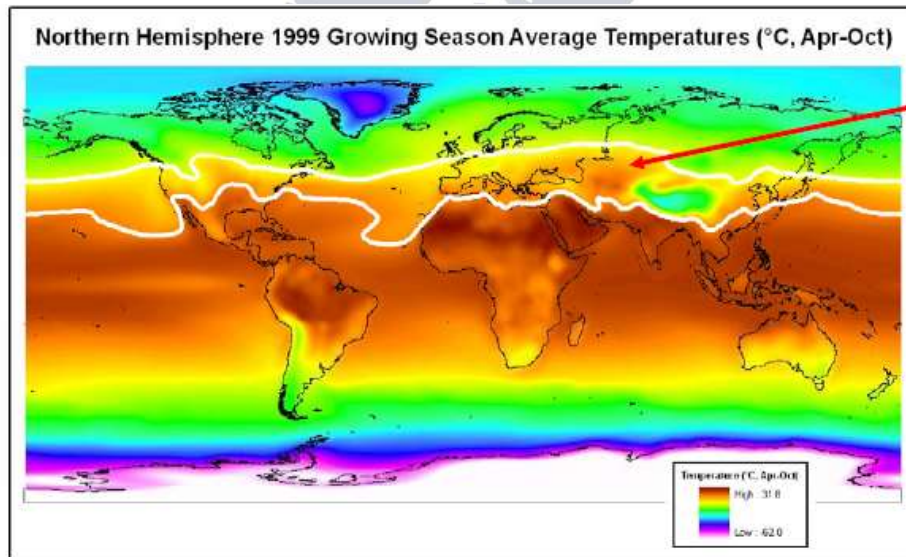 Northern Hemisphere 1999 Growing Season Average Temperatures (°C, Apr-Oct)
Temperature (°C, Apr-Oct)
High : 31.8
Low : -62.0